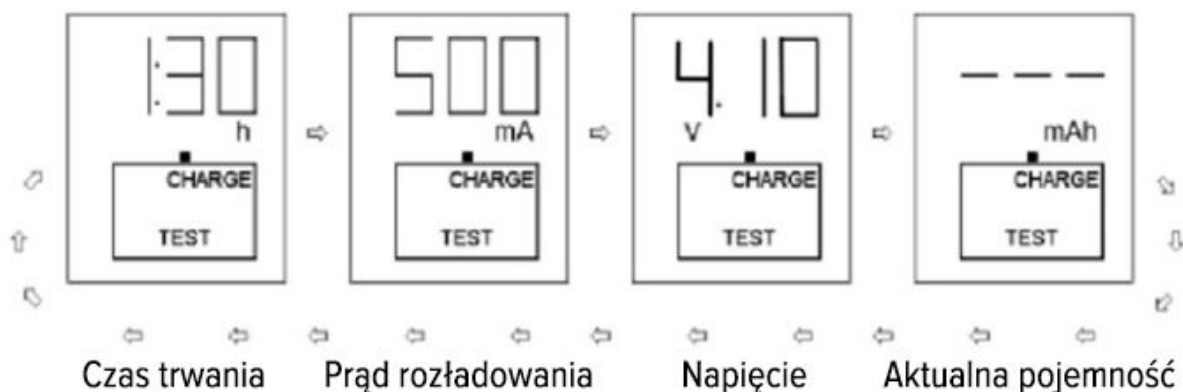 1:30 500 4.10 - - -
h mA V mAh
CHARGE CHARGE CHARGE CHARGE
TEST TEST TEST TEST
Czas trwania Prąd rozładowania Napięcie Aktualna pojemność